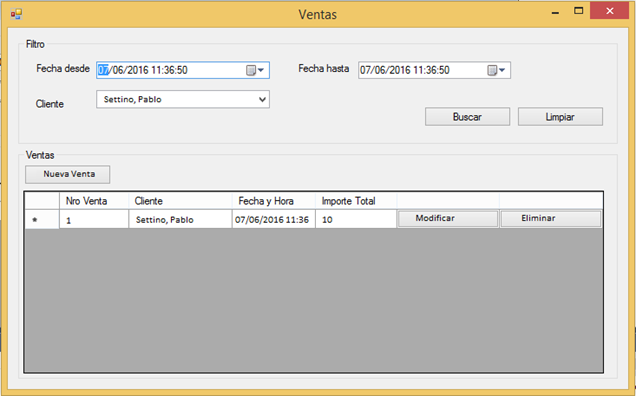 Ventas
Filtro
Fecha desde 07/06/2016 11:36:50 Fecha hasta 07/06/2016 11:36:50
Cliente Settino, Pablo
Buscar Limpiar
Ventas
Nueva Venta
Nro Venta Cliente Fecha y Hora Importe Total
* 1 Settino, Pablo 07/06/2016 11:36 10 Modificar Eliminar